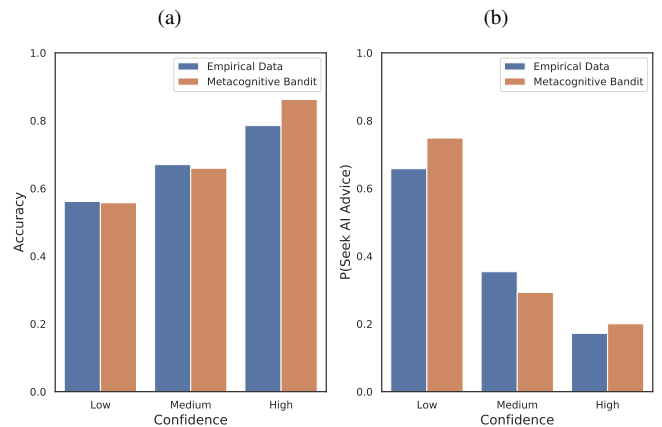 (a)
(b)
1.0
0.8
0.6
0.4
0.2
0.0
Accuracy
Empirical Data
Metacognitive Bandit
Low
Medium
High
Confidence
1.0
0.8
0.6
0.4
0.2
0.0
P(Seek AI Advice)
Empirical Data
Metacognitive Bandit
Low
Medium
High
Confidence